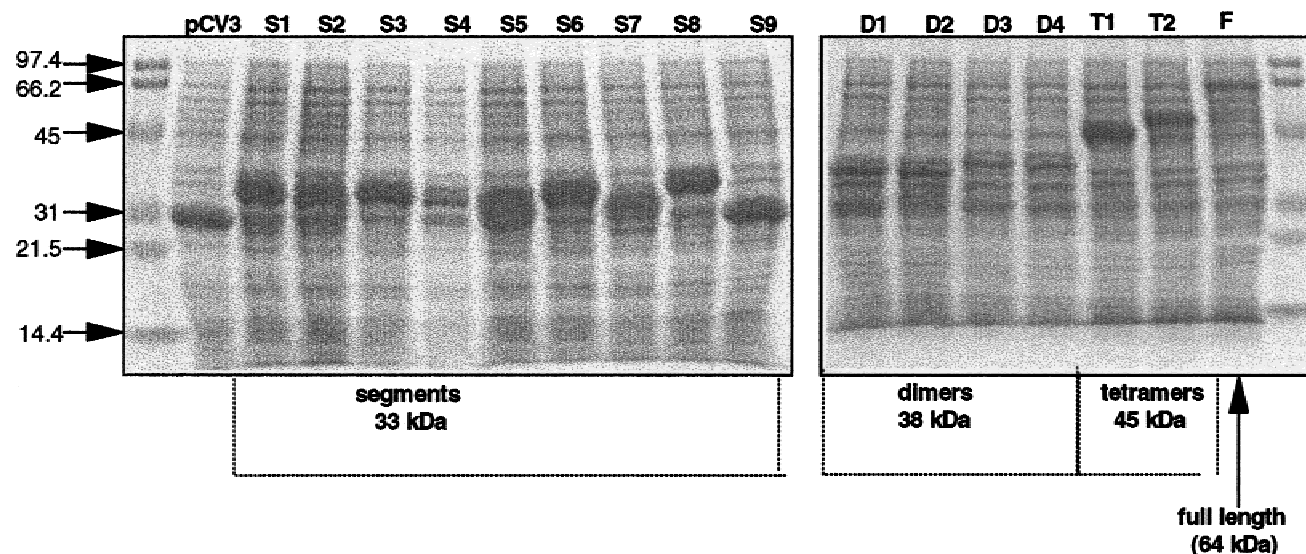 pCV3 S1 S2 S3 S4 S5 S6 S7 S8 S9
D1 D2 D3 D4 T1 T2 F
97.4
66.2
45
31
21.5
14.4
segments
33 kDa
dimers
38 kDa
tetramers
45 kDa
full length
(64 kDa)